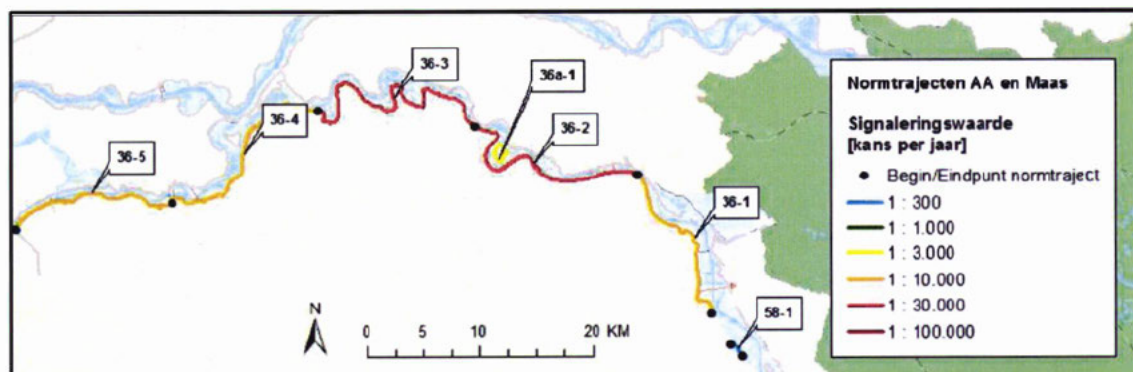 36-3
36a-1
36-2
36-4
36-5
36-1
58-1
N
0 5 10 20 KM
Normtrajecten AA en Maas
Signaleringswaarde
[kans per jaar]
Begin/Eindpunt normtraject
1 : 300
1 : 1.000
1 : 3.000
1 : 10.000
1 : 30.000
1 : 100.000